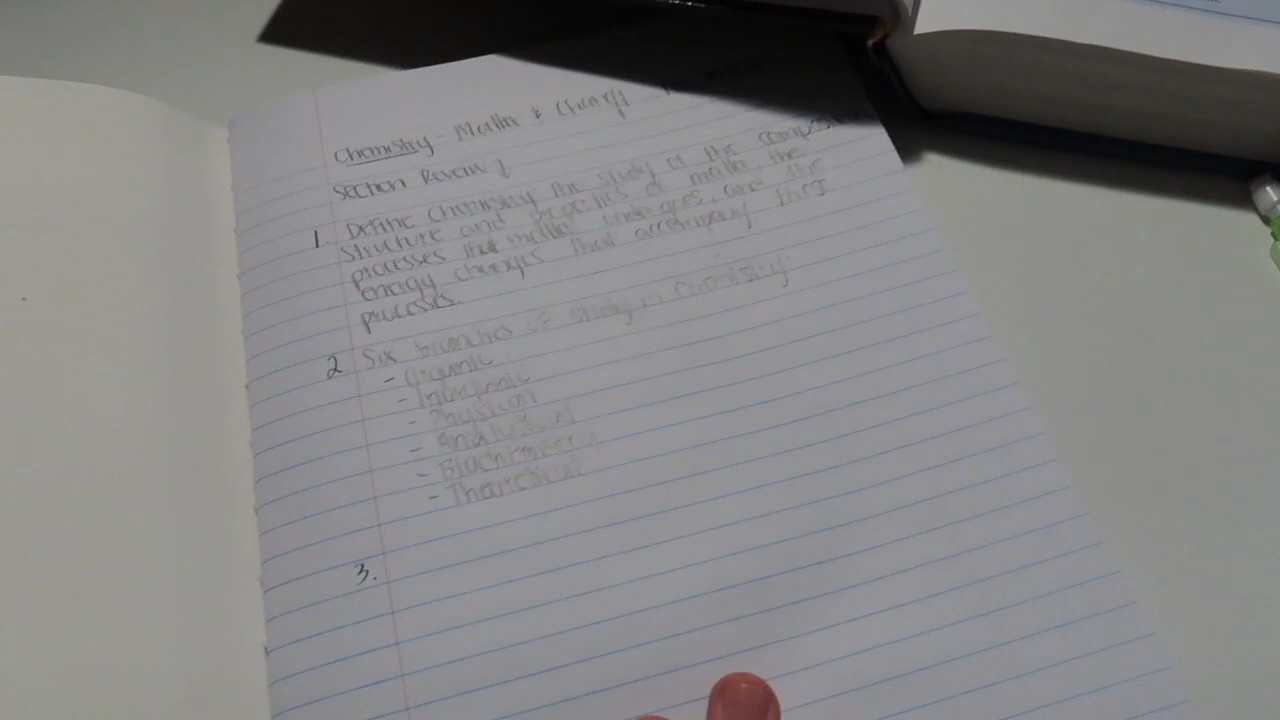 Chemistry - Matter & Chang
Section Review 1
1. Define Chemistry The study of the composition
structure and properties of matter, the
processes that matter undergoes, and the
energy changes that accompany these
processes.
2 Six branches of study in chemistry
- Organic
- Inorganic
- Physical
- Analytical
- Biochemistry
- Theoretical
3.